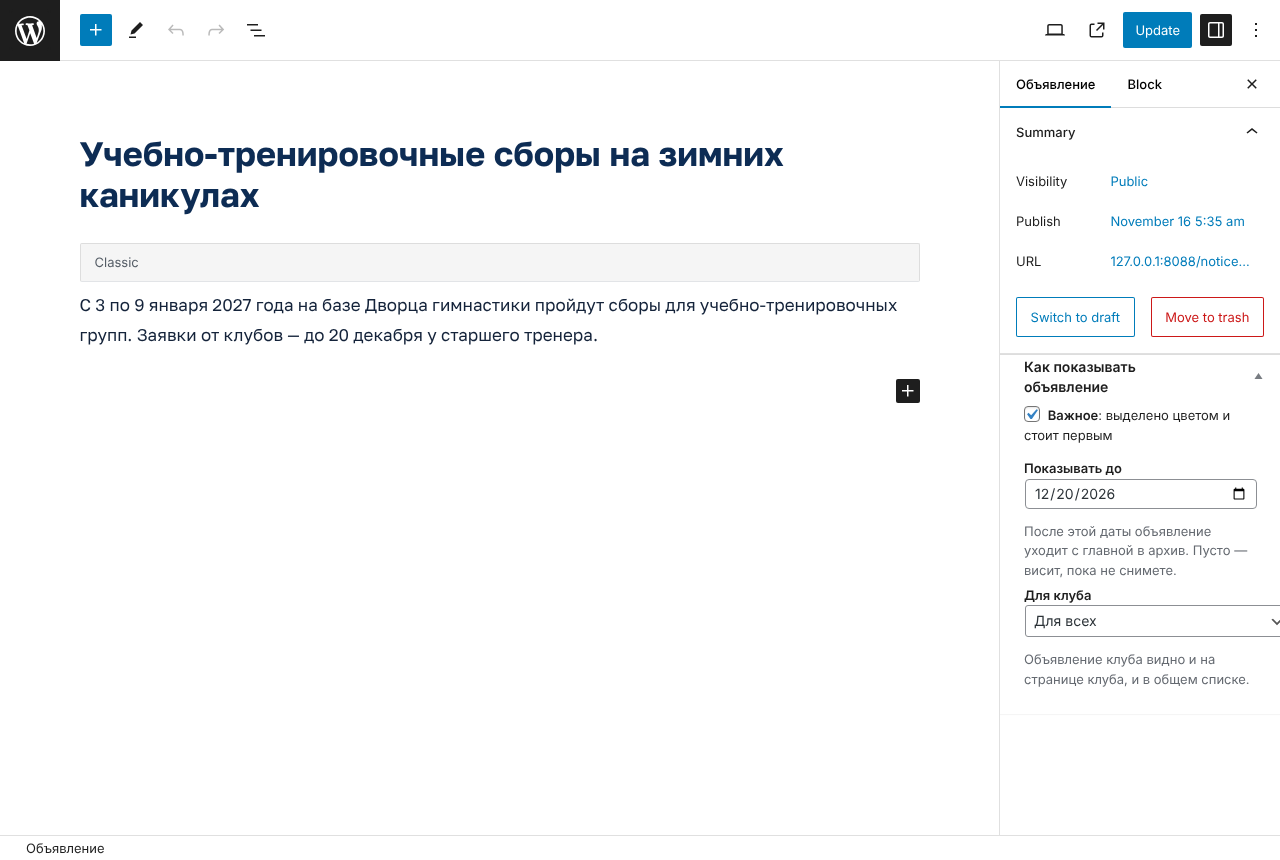 Update
Объявление
Block
Summary
Учебно-тренировочные сборы на зимних
каникулах
Visibility
Public
Publish
November 16 5:35 am
URL
127.0.0.1:8088/notice…
Classic
С 3 по 9 января 2027 года на базе Дворца гимнастики пройдут сборы для учебно-тренировочных
групп. Заявки от клубов — до 20 декабря у старшего тренера.
Switch to draft
Move to trash
Как показывать
объявление
Важное: выделено цветом и
стоит первым
Показывать до
12/20/2026
После этой даты объявление
уходит с главной в архив. Пусто —
висит, пока не снимете.
Для клуба
Для всех
Объявление клуба видно и на
странице клуба, и в общем списке.
Объявление